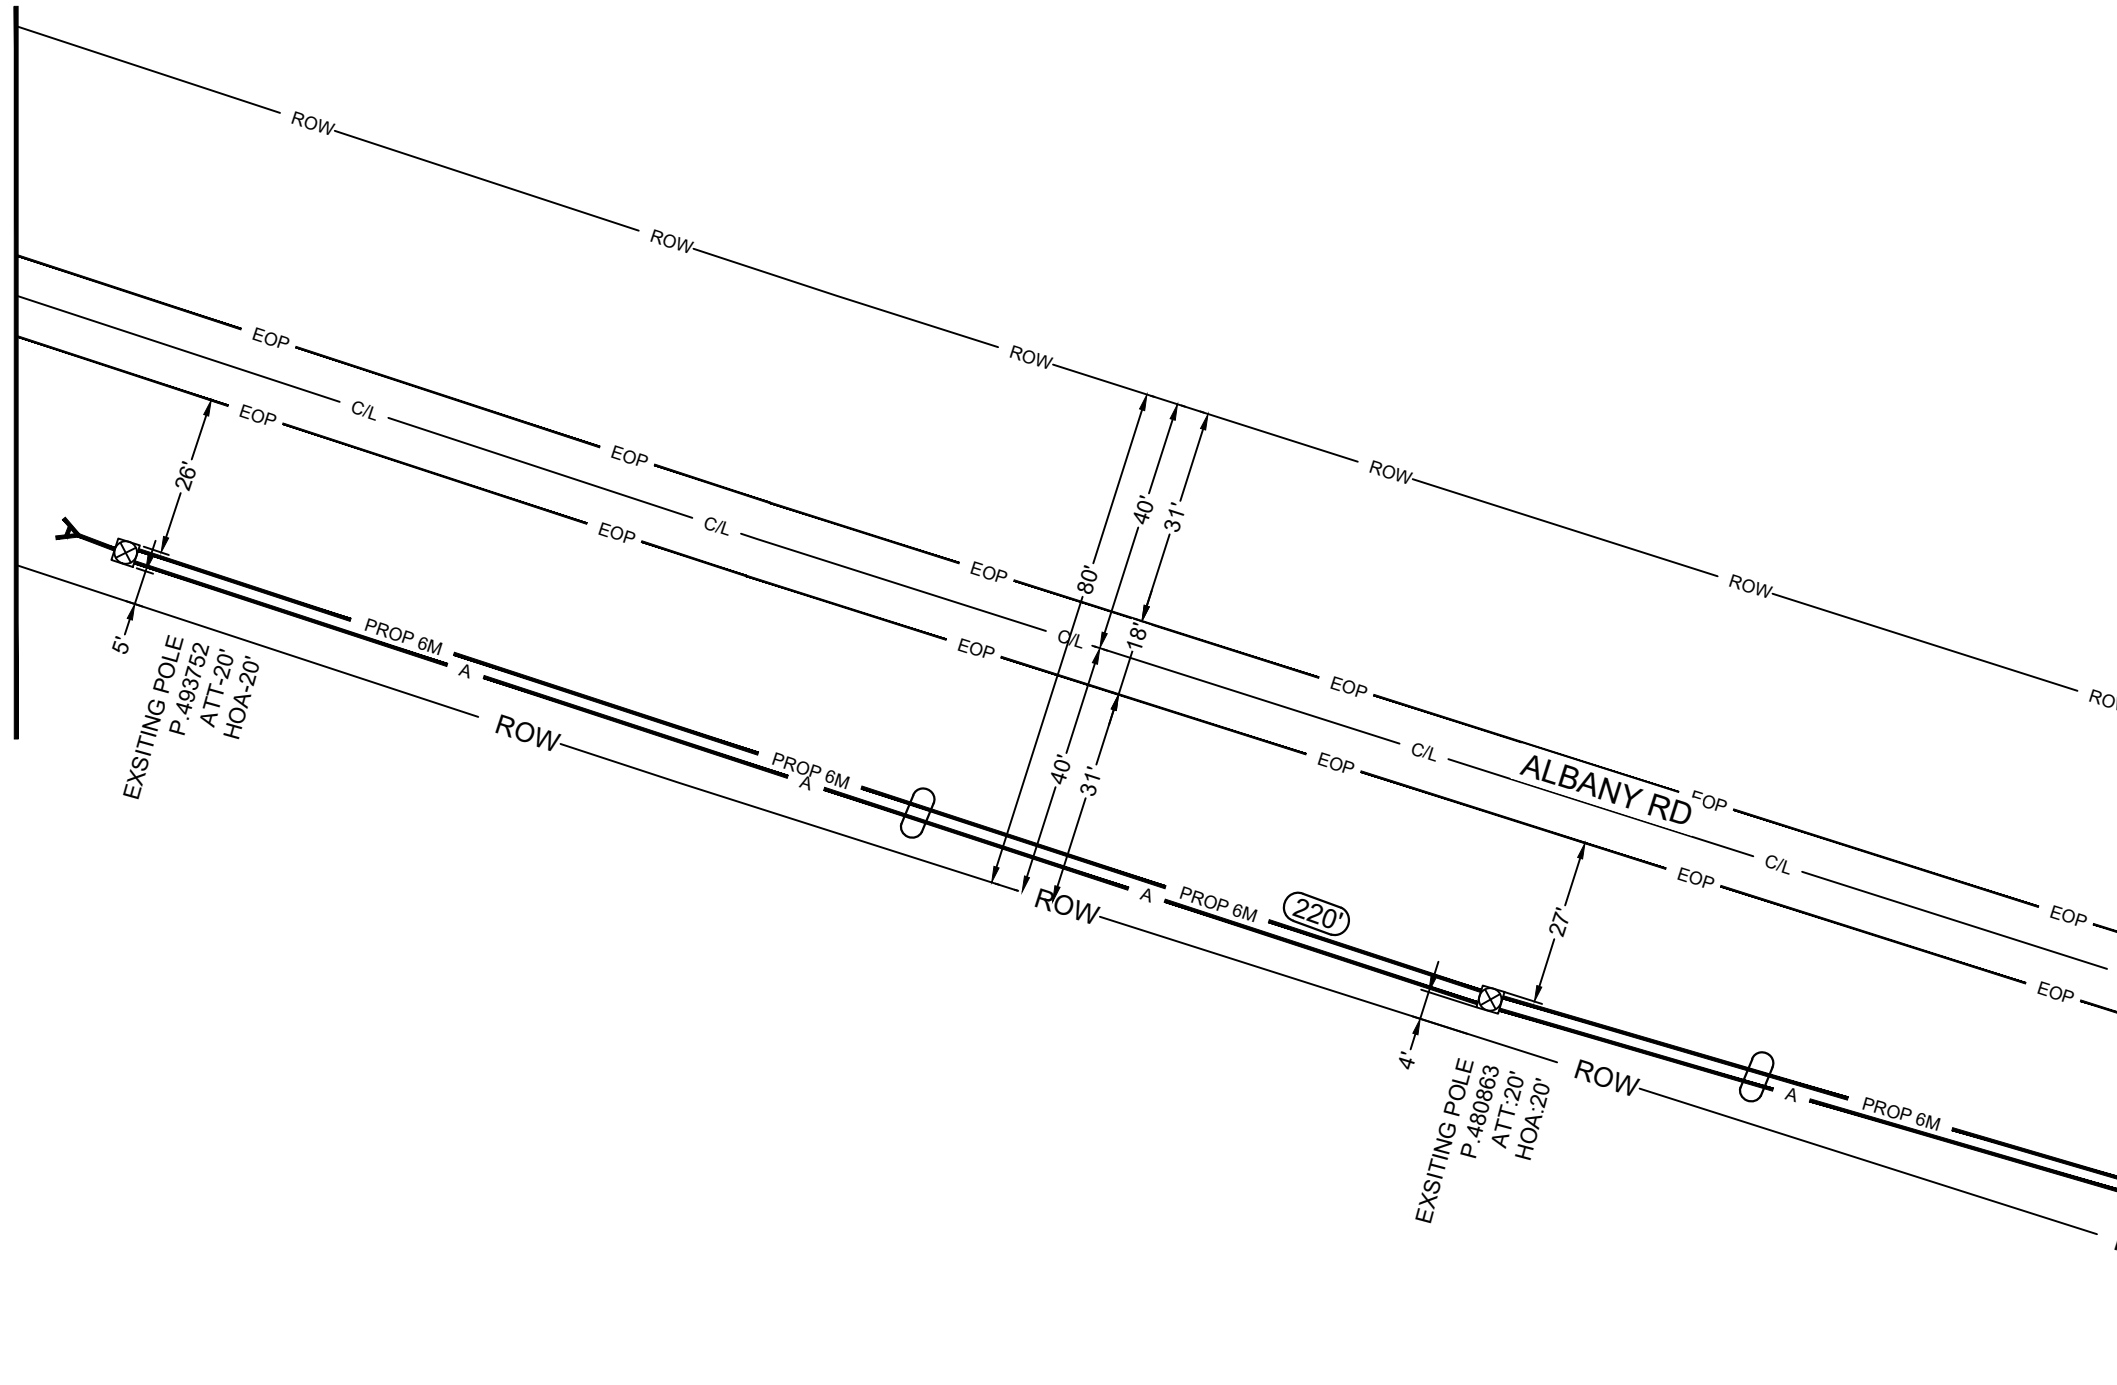 ROW
ROW
ROW
ROW
ROW
EOP
EOP
EOP
EOP
EOP
EOP
C/L
C/L
C/L
C/L
C/L
EOP
EOP
EOP
EOP
EOP
EOP
ALBANY RD
80'
40'
31'
18'
40'
31'
26'
5'
EXSITING POLE
P.493752
ATT-20'
HOA-20'
PROP 6M
A
PROP 6M
A
A
PROP 6M
220'
27'
4'
EXSITING POLE
P.480863
ATT:20'
HOA:20'
A
PROP 6M
ROW
ROW
ROW